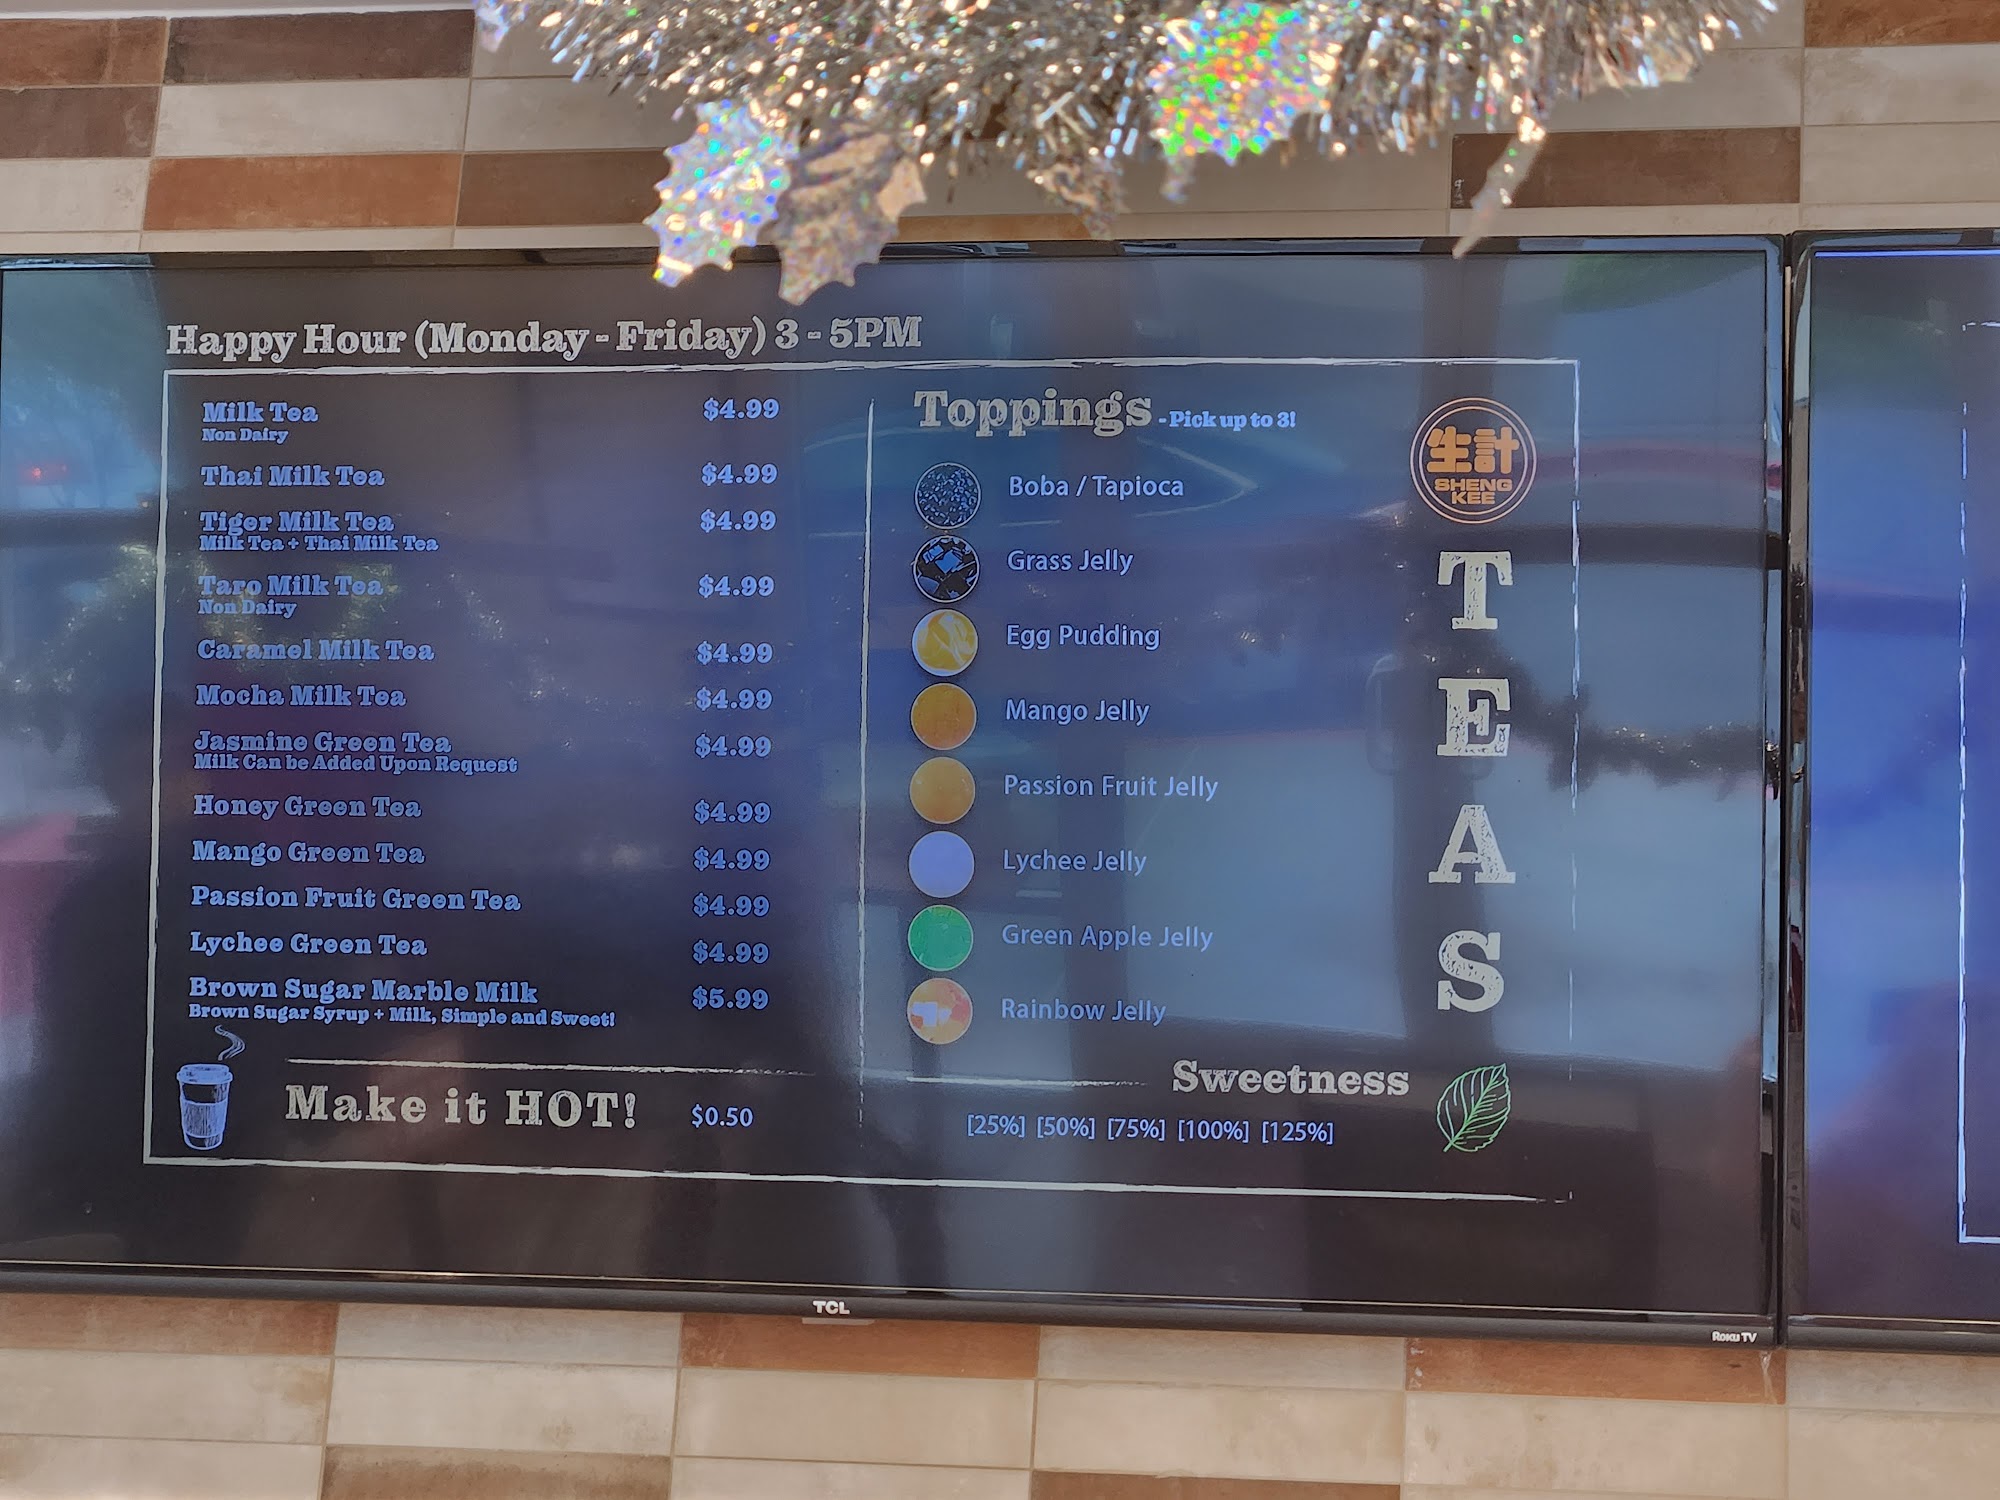 Happy Hour (Monday - Friday) 3 - 5PM
Milk Tea $4.99
Non Dairy
Thai Milk Tea $4.99
Tiger Milk Tea $4.99
Milk Tea + Thai Milk Tea
Taro Milk Tea $4.99
Non Dairy
Caramel Milk Tea $4.99
Mocha Milk Tea $4.99
Jasmine Green Tea $4.99
Milk Can be Added Upon Request
Honey Green Tea $4.99
Mango Green Tea $4.99
Passion Fruit Green Tea $4.99
Lychee Green Tea $4.99
Brown Sugar Marble Milk $5.99
Brown Sugar Syrup + Milk, Simple and Sweet!
Make it HOT! $0.50
Toppings - Pick up to 3!
Boba / Tapioca
Grass Jelly
Egg Pudding
Mango Jelly
Passion Fruit Jelly
Lychee Jelly
Green Apple Jelly
Rainbow Jelly
Sweetness
[25%] [50%] [75%] [100%] [125%]
生計
SHENG
KEE
TEAS
TCL
Roku TV